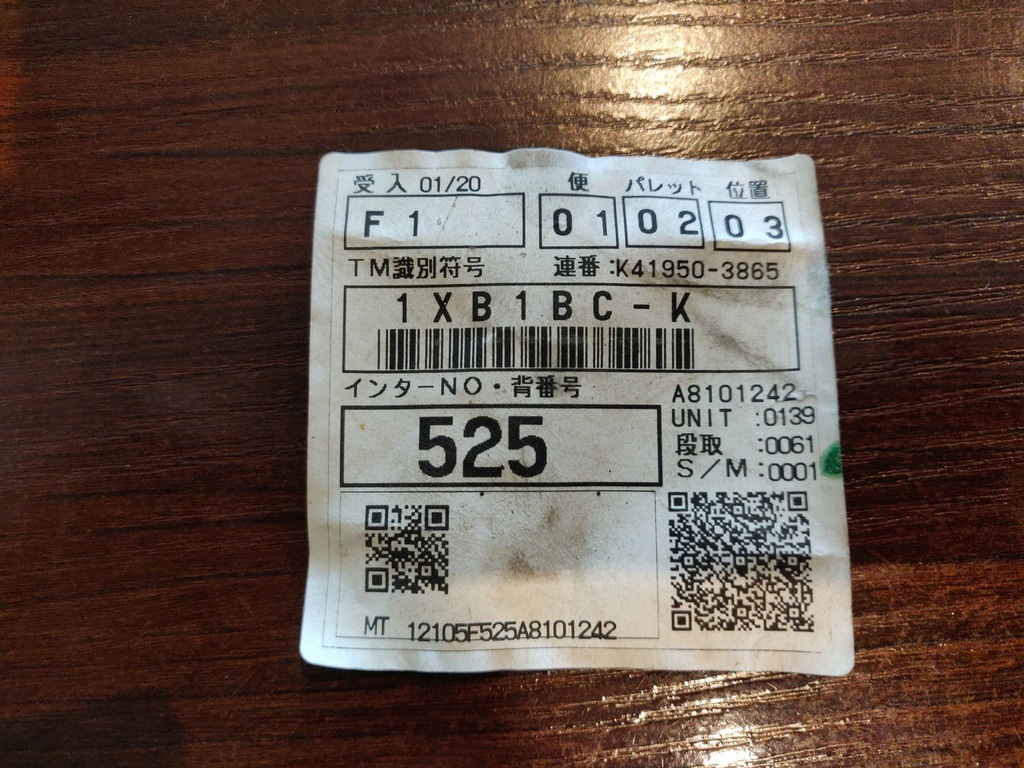 受入 01/20 便 パレット 位置
F1 01 02 03
TM識別符号 連番:K41950-3865
1XB1BC-K
インターNO・背番号 A8101242
525 UNIT :0139
段取 :0061
S/M:0001
MT 12105F525A8101242